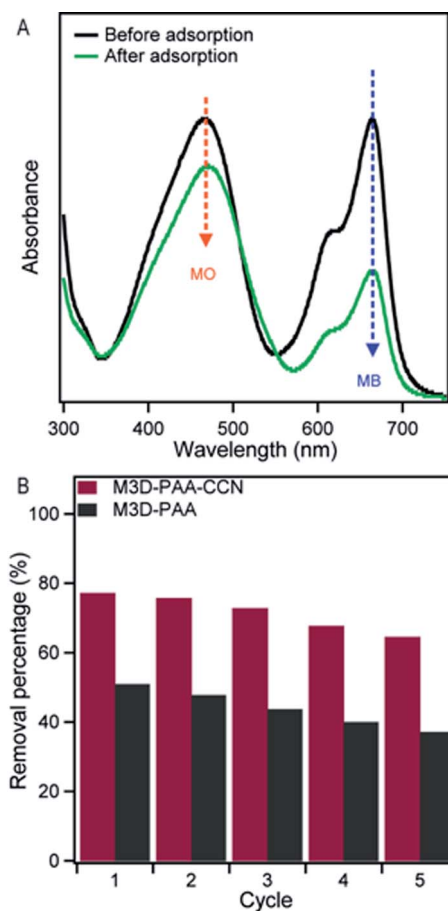 A
Before adsorption
After adsorption
Absorbance
MO
MB
300
400
500
600
700
Wavelength (nm)
B
M3D-PAA-CCN
M3D-PAA
100
80
60
40
20
0
Removal percentage (%)
1
2
3
4
5
Cycle